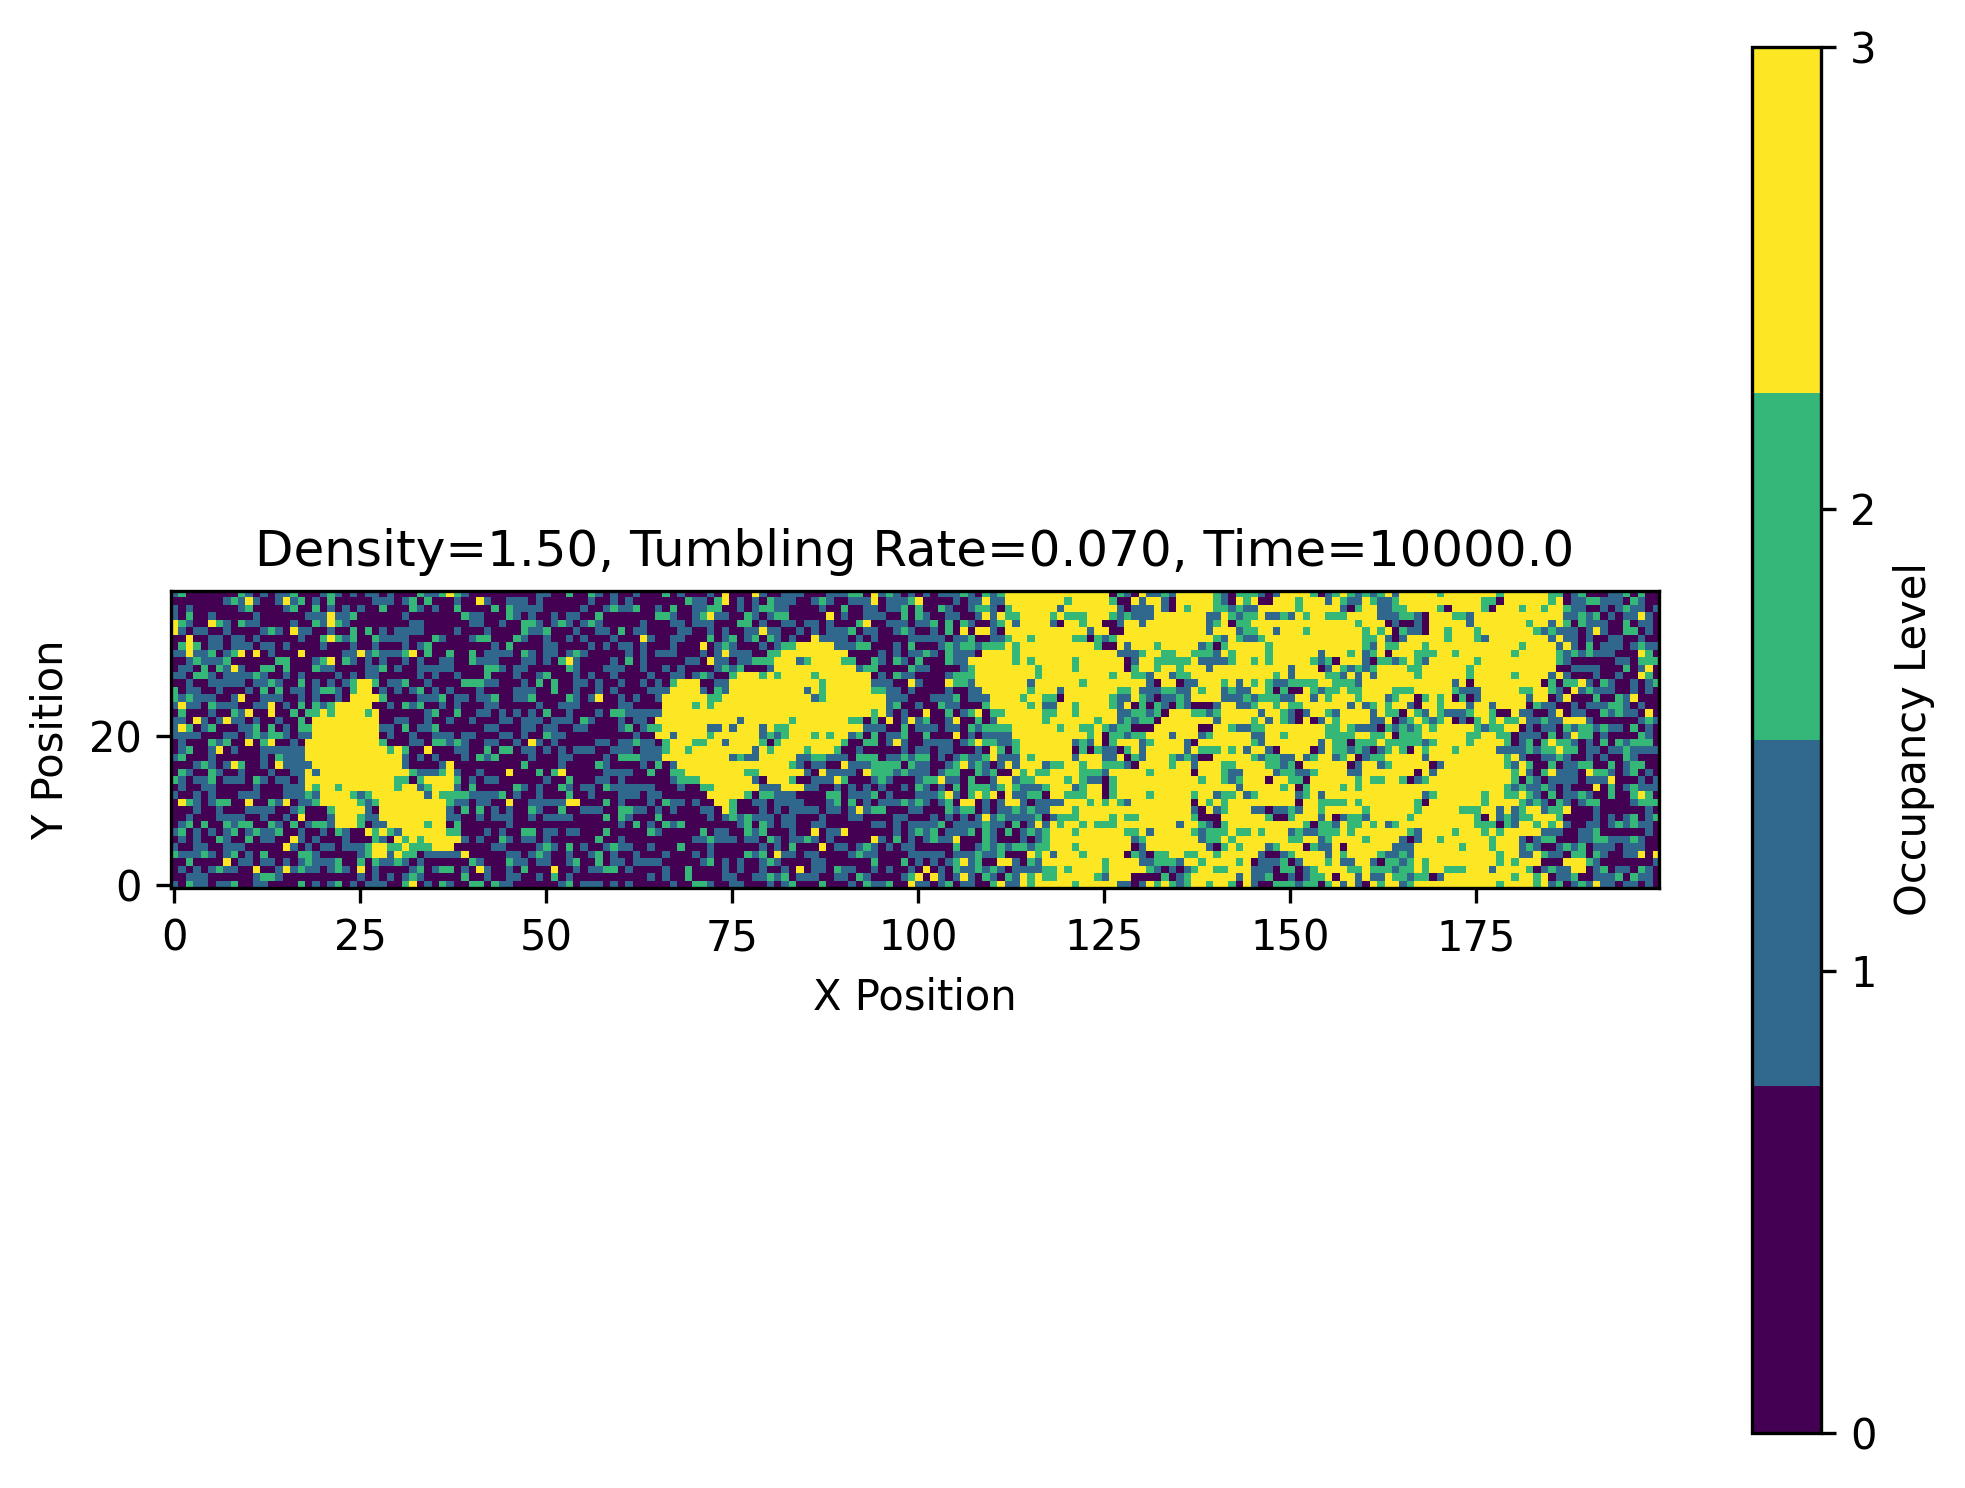 Density=1.50, Tumbling Rate=0.070, Time=10000.0
Y Position
20
0
0 25 50 75 100 125 150 175
X Position
3
2
1
0
Occupancy Level